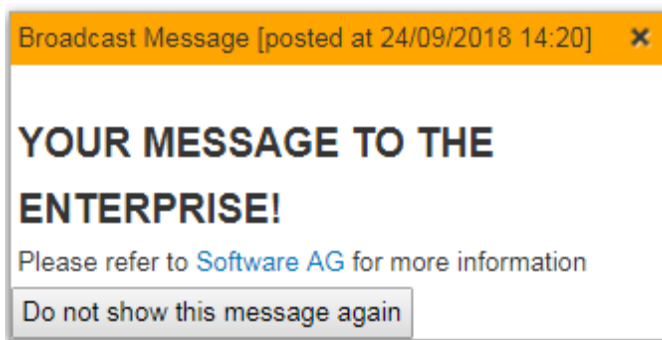 Broadcast Message [posted at 24/09/2018 14:20]
YOUR MESSAGE TO THE
ENTERPRISE!
Please refer to Software AG for more information
Do not show this message again